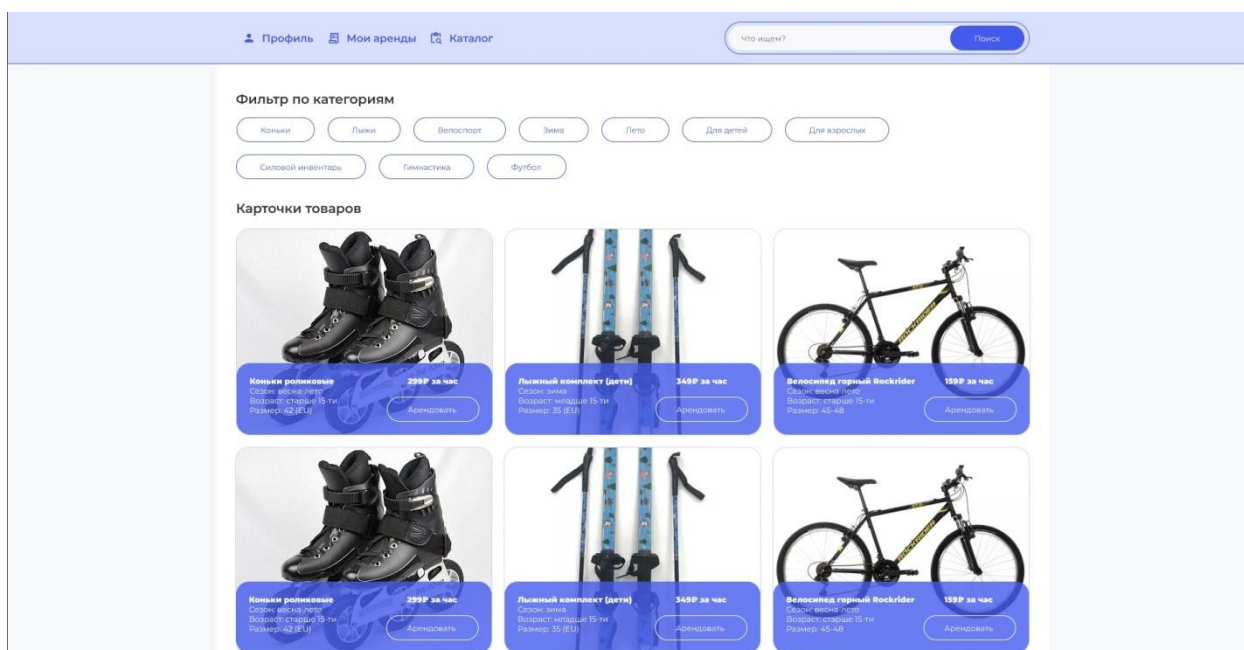 Профиль Мои аренды Каталог Что ищем? Поиск
Фильтр по категориям
Коньки Лыжи Велоспорт Зима Лето Для детей Для взрослых
Силовой инвентарь Гимнастика Футбол
Карточки товаров
ROCKRIDER
Коньки роликовые 299₽ за час
Сезон: весна лето
Возраст: старше 15-ти
Размер: 42 (EU)
Арендовать
Лыжный комплект (дети) 349₽ за час
Сезон: зима
Возраст: младше 15-ти
Размер: 35 (EU)
Арендовать
Велосипед горный Rockrider 159₽ за час
Сезон: весна лето
Возраст: старше 15-ти
Размер: 45-48
Арендовать
ROCKRIDER
Коньки роликовые 299₽ за час
Сезон: весна лето
Возраст: старше 15-ти
Размер: 42 (EU)
Арендовать
Лыжный комплект (дети) 349₽ за час
Сезон: зима
Возраст: младше 15-ти
Размер: 35 (EU)
Арендовать
Велосипед горный Rockrider 159₽ за час
Сезон: весна лето
Возраст: старше 15-ти
Размер: 45-48
Арендовать